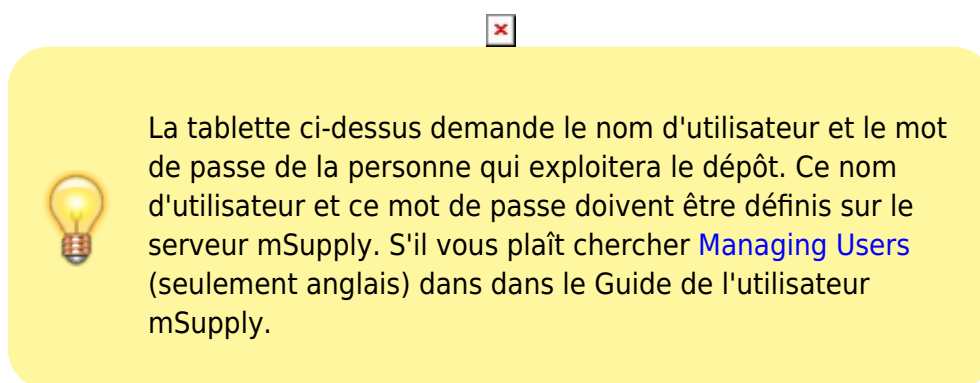 La tablette ci-dessus demande le nom d'utilisateur et le mot
de passe de la personne qui exploitera le dépôt. Ce nom
d'utilisateur et ce mot de passe doivent être définis sur le
serveur mSupply. S'il vous plaît chercher Managing Users
(seulement anglais) dans dans le Guide de l'utilisateur
mSupply.